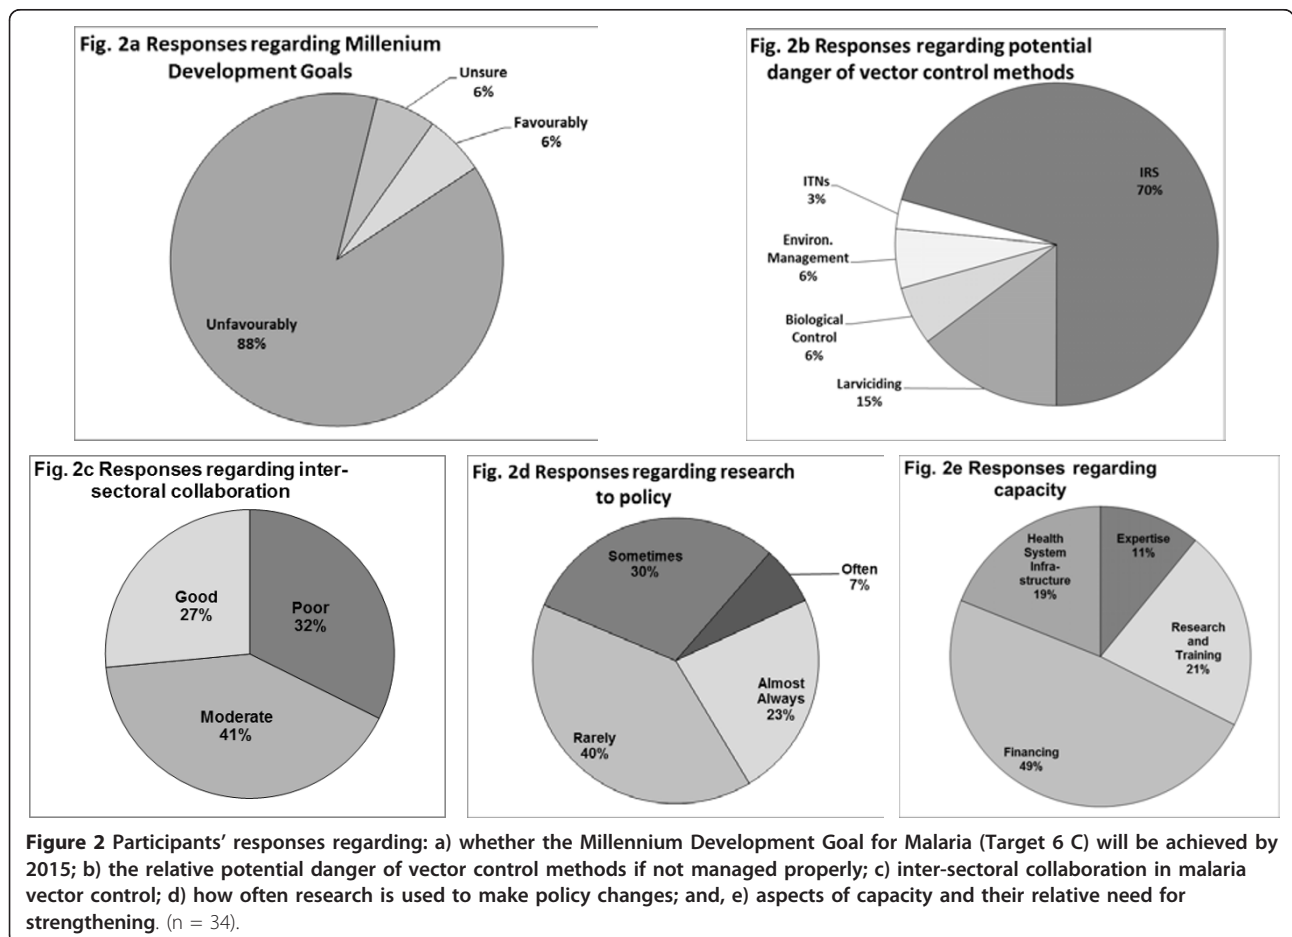 Fig. 2a Responses regarding Millenium
Development Goals
Unsure
6%
Favourably
6%
Unfavourably
88%
Fig. 2b Responses regarding potential
danger of vector control methods
IRS
70%
ITNs
3%
Environ.
Management
6%
Biological
Control
6%
Larviciding
15%
Fig. 2c Responses regarding inter-
sectoral collaboration
Good
27%
Poor
32%
Moderate
41%
Fig. 2d Responses regarding research
to policy
Sometimes
30%
Often
7%
Almost
Always
23%
Rarely
40%
Fig. 2e Responses regarding
capacity
Health
System
Infra-
structure
19%
Expertise
11%
Research
and
Training
21%
Financing
49%
Figure 2 Participants' responses regarding: a) whether the Millennium Development Goal for Malaria (Target 6 C) will be achieved by
2015; b) the relative potential danger of vector control methods if not managed properly; c) inter-sectoral collaboration in malaria
vector control; d) how often research is used to make policy changes; and, e) aspects of capacity and their relative need for
strengthening. (n = 34).